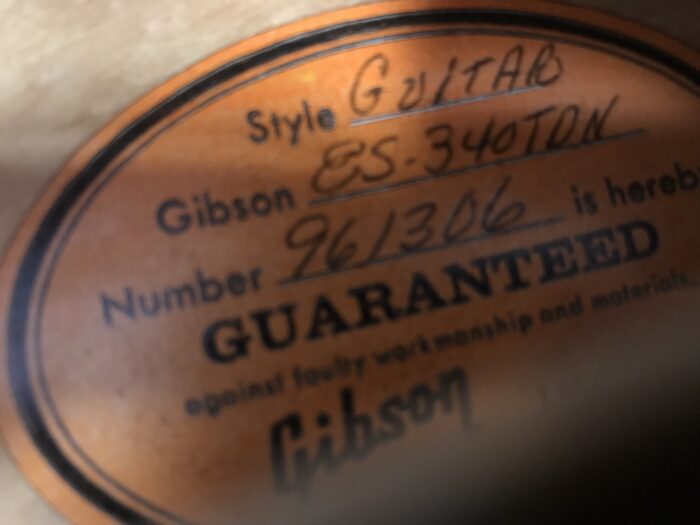 Style GUITAR
Gibson ES-340TDN
Number 961306 is hereb
GUARANTEED
against faulty workmanship and materials.
Gibson